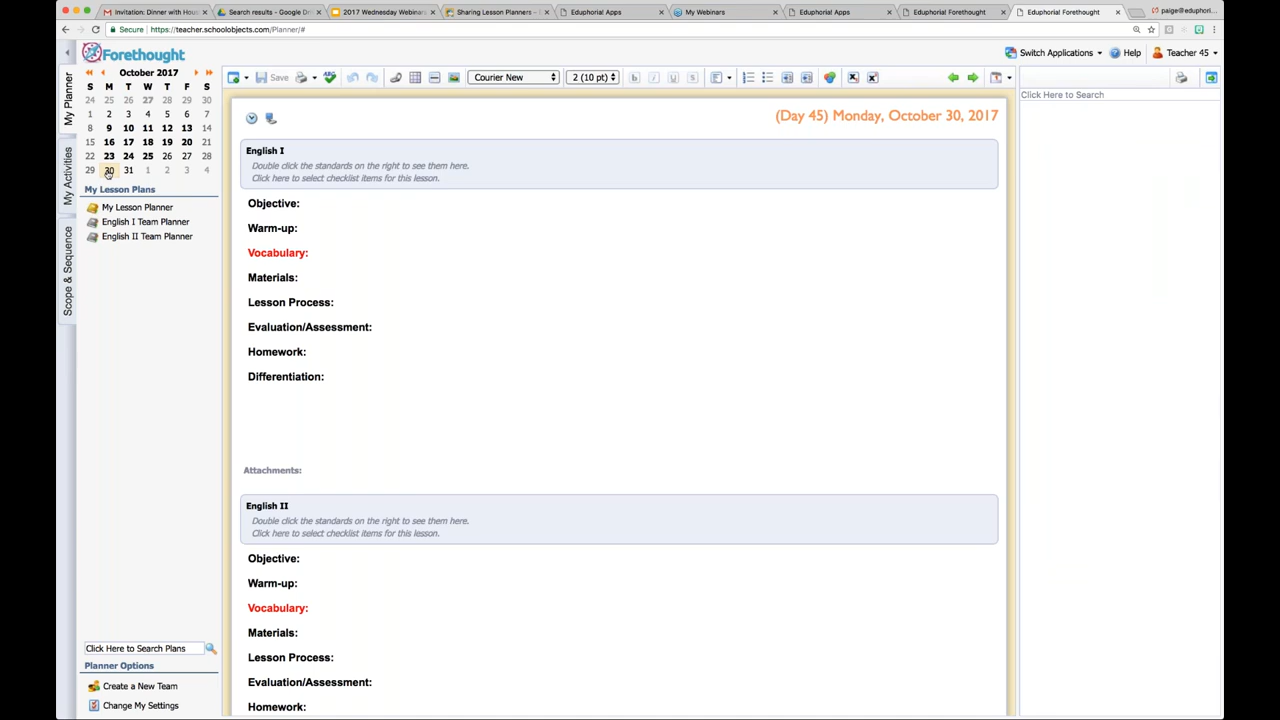 Invitation: Dinner with Hou
Search results - Google Dr
2017 Wednesday Webinar
Sharing Lesson Planners -
Eduphorial Apps
My Webinars
Eduphorial Apps
Eduphorial Forethought
Eduphorial Forethought
paige@eduphori...
Secure
https://teacher.schoolobjects.com/Planner/#
Forethought
Switch Applications
Help
Teacher 45
My Planner
My Activities
Scope & Sequence
October 2017
S M T W T F S
24 25 26 27 28 29 30
1 2 3 4 5 6 7
8 9 10 11 12 13 14
15 16 17 18 19 20 21
22 23 24 25 26 27 28
29 30 31 1 2 3 4
My Lesson Plans
My Lesson Planner
English I Team Planner
English II Team Planner
Click Here to Search Plans
Planner Options
Create a New Team
Change My Settings
Save
Courier New
2 (10 pt)
b i U S
(Day 45) Monday, October 30, 2017
English I
Double click the standards on the right to see them here.
Click here to select checklist items for this lesson.
Objective:
Warm-up:
Vocabulary:
Materials:
Lesson Process:
Evaluation/Assessment:
Homework:
Differentiation:
Attachments:
English II
Double click the standards on the right to see them here.
Click here to select checklist items for this lesson.
Objective:
Warm-up:
Vocabulary:
Materials:
Lesson Process:
Evaluation/Assessment:
Homework:
Click Here to Search